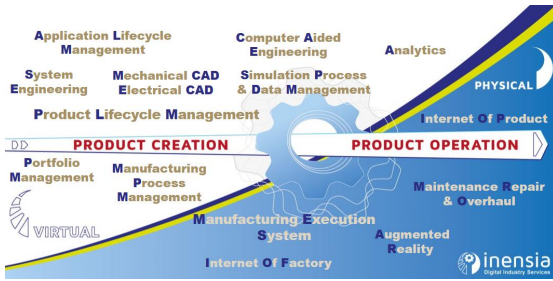 Application Lifecycle
Management
Computer Aided
Engineering
Analytics
System
Engineering
Mechanical CAD
Electrical CAD
Simulation Process
& Data Management
PHYSICAL
Product Lifecycle Management
Internet Of Product
PRODUCT CREATION
PRODUCT OPERATION
Portfolio
Management
Manufacturing
Process
Management
Maintenance Repair
& Overhaul
VIRTUAL
Manufacturing Execution
System
Augmented
Reality
Internet Of Factory
inensia
Digital Industry Services